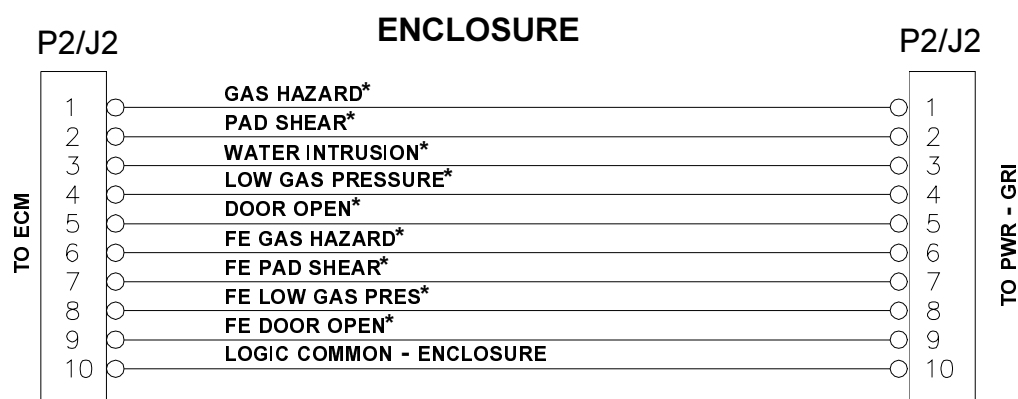 ENCLOSURE
P2/J2
P2/J2
TO ECM
1
GAS HAZARD*
1
2
PAD SHEAR*
2
3
WATER INTRUSION*
3
4
LOW GAS PRESSURE*
4
5
DOOR OPEN*
5
6
FE GAS HAZARD*
6
7
FE PAD SHEAR*
7
8
FE LOW GAS PRES*
8
9
FE DOOR OPEN*
9
10
LOGIC COMMON - ENCLOSURE
10
TO PWR - GRI